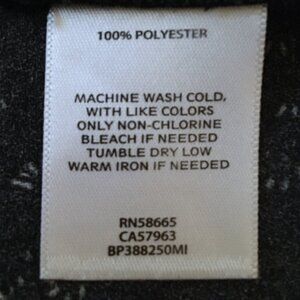 100% POLYESTER
MACHINE WASH COLD,
WITH LIKE COLORS
ONLY NON-CHLORINE
BLEACH IF NEEDED
TUMBLE DRY LOW
WARM IRON IF NEEDED
RN58665
CA57963
BP388250MI